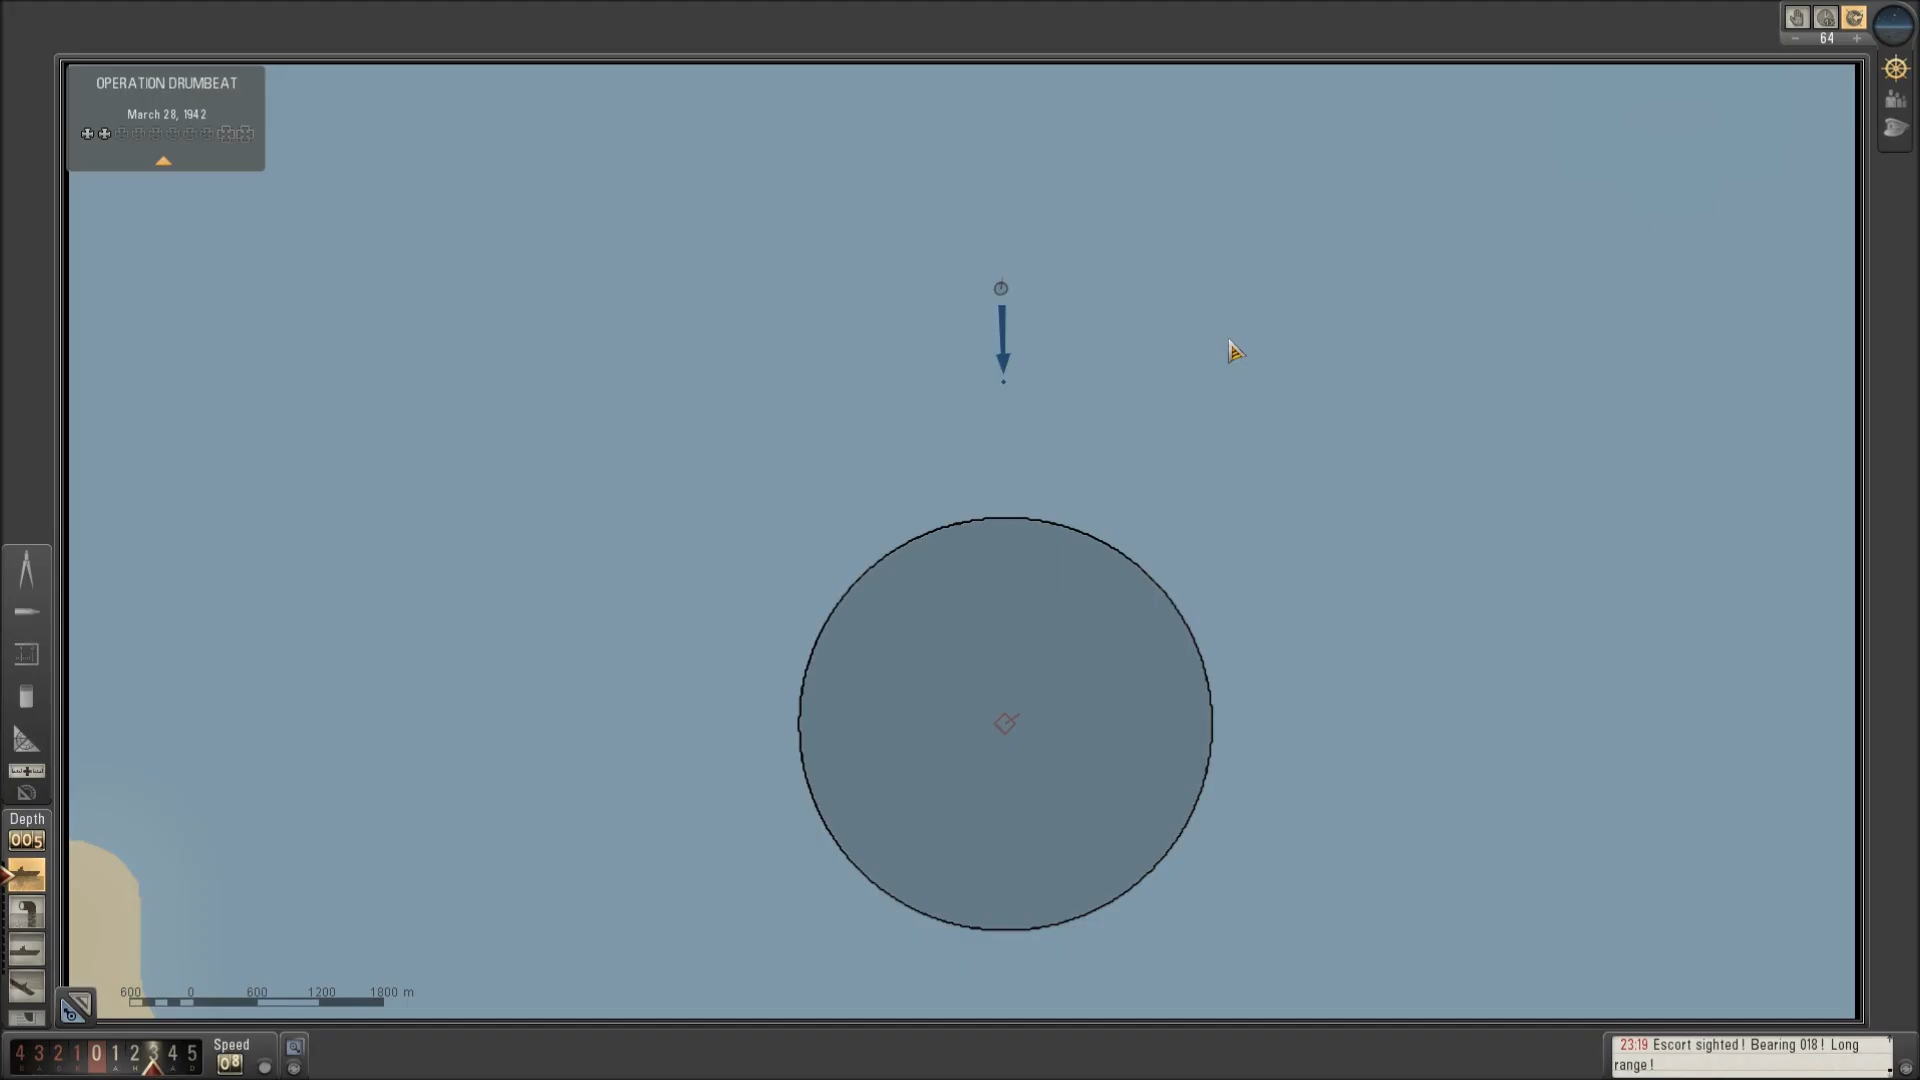 64
OPERATION DRUMBEAT
March 28, 1942
Depth
005
600 0 600 1200 1800 m
4 3 2 1 0 1 2 3 4 5
Speed
08
23:19 Escort sighted! Bearing 018! Long
range!